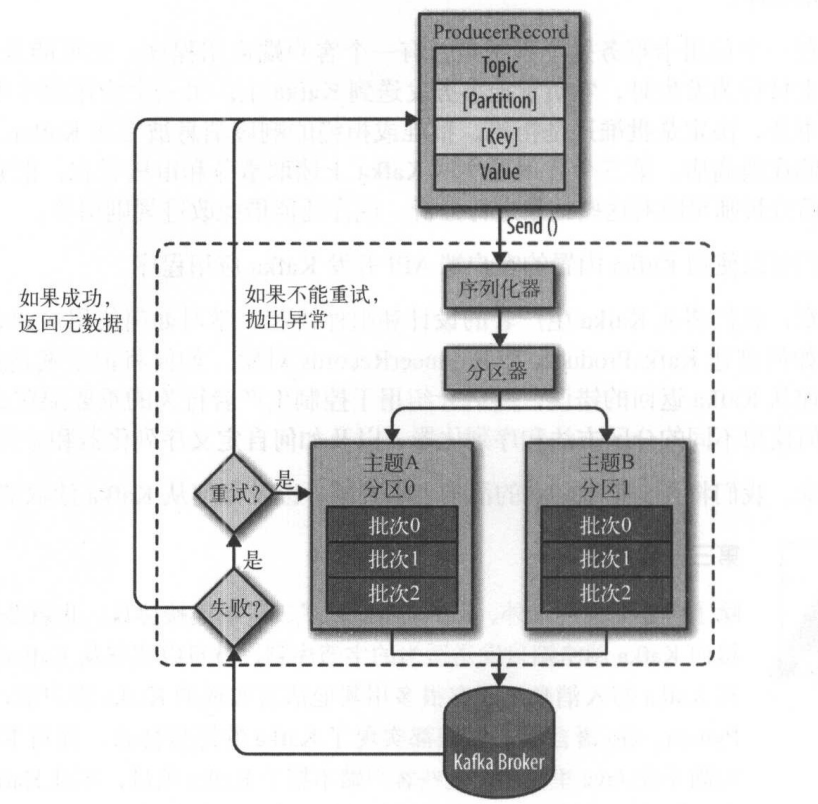 ProducerRecord
Topic
[Partition]
[Key]
Value
Send ()
序列化器
分区器
如果成功，
返回元数据
如果不能重试，
抛出异常
主题A
分区0
批次0
批次1
批次2
主题B
分区1
批次0
批次1
批次2
重试？
是
是
失败？
Kafka Broker